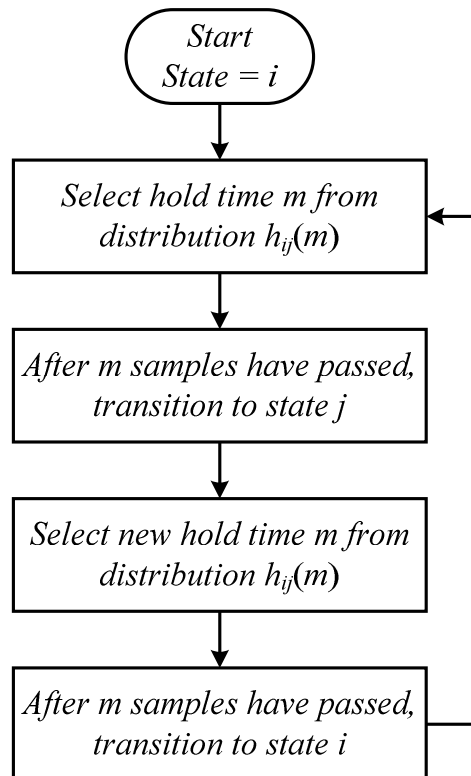 Start
State = i
Select hold time m from
distribution hij(m)
After m samples have passed,
transition to state j
Select new hold time m from
distribution hij(m)
After m samples have passed,
transition to state i